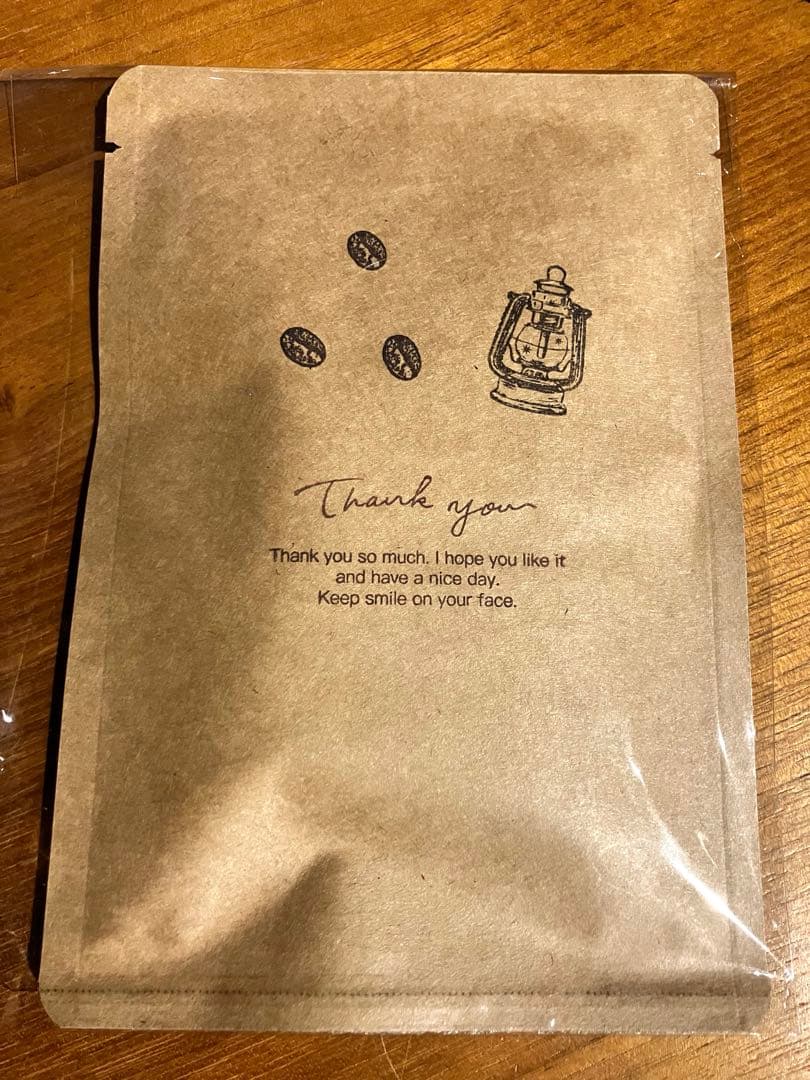 Thank you
Thank you so much. I hope you like it
and have a nice day.
Keep smile on your face.